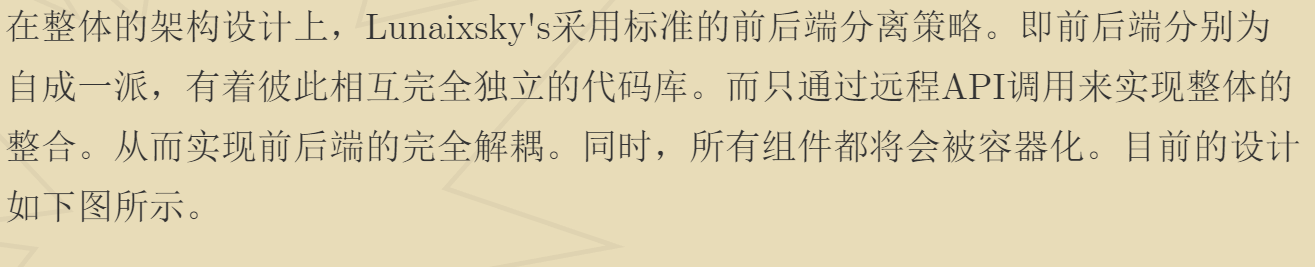 在整体的架构设计上，Lunaixsky's采用标准的前后端分离策略。即前后端分别为
自成一派，有着彼此相互完全独立的代码库。而只通过远程API调用来实现整体的
整合。从而实现前后端的完全解耦。同时，所有组件都将会被容器化。目前的设计
如下图所示。